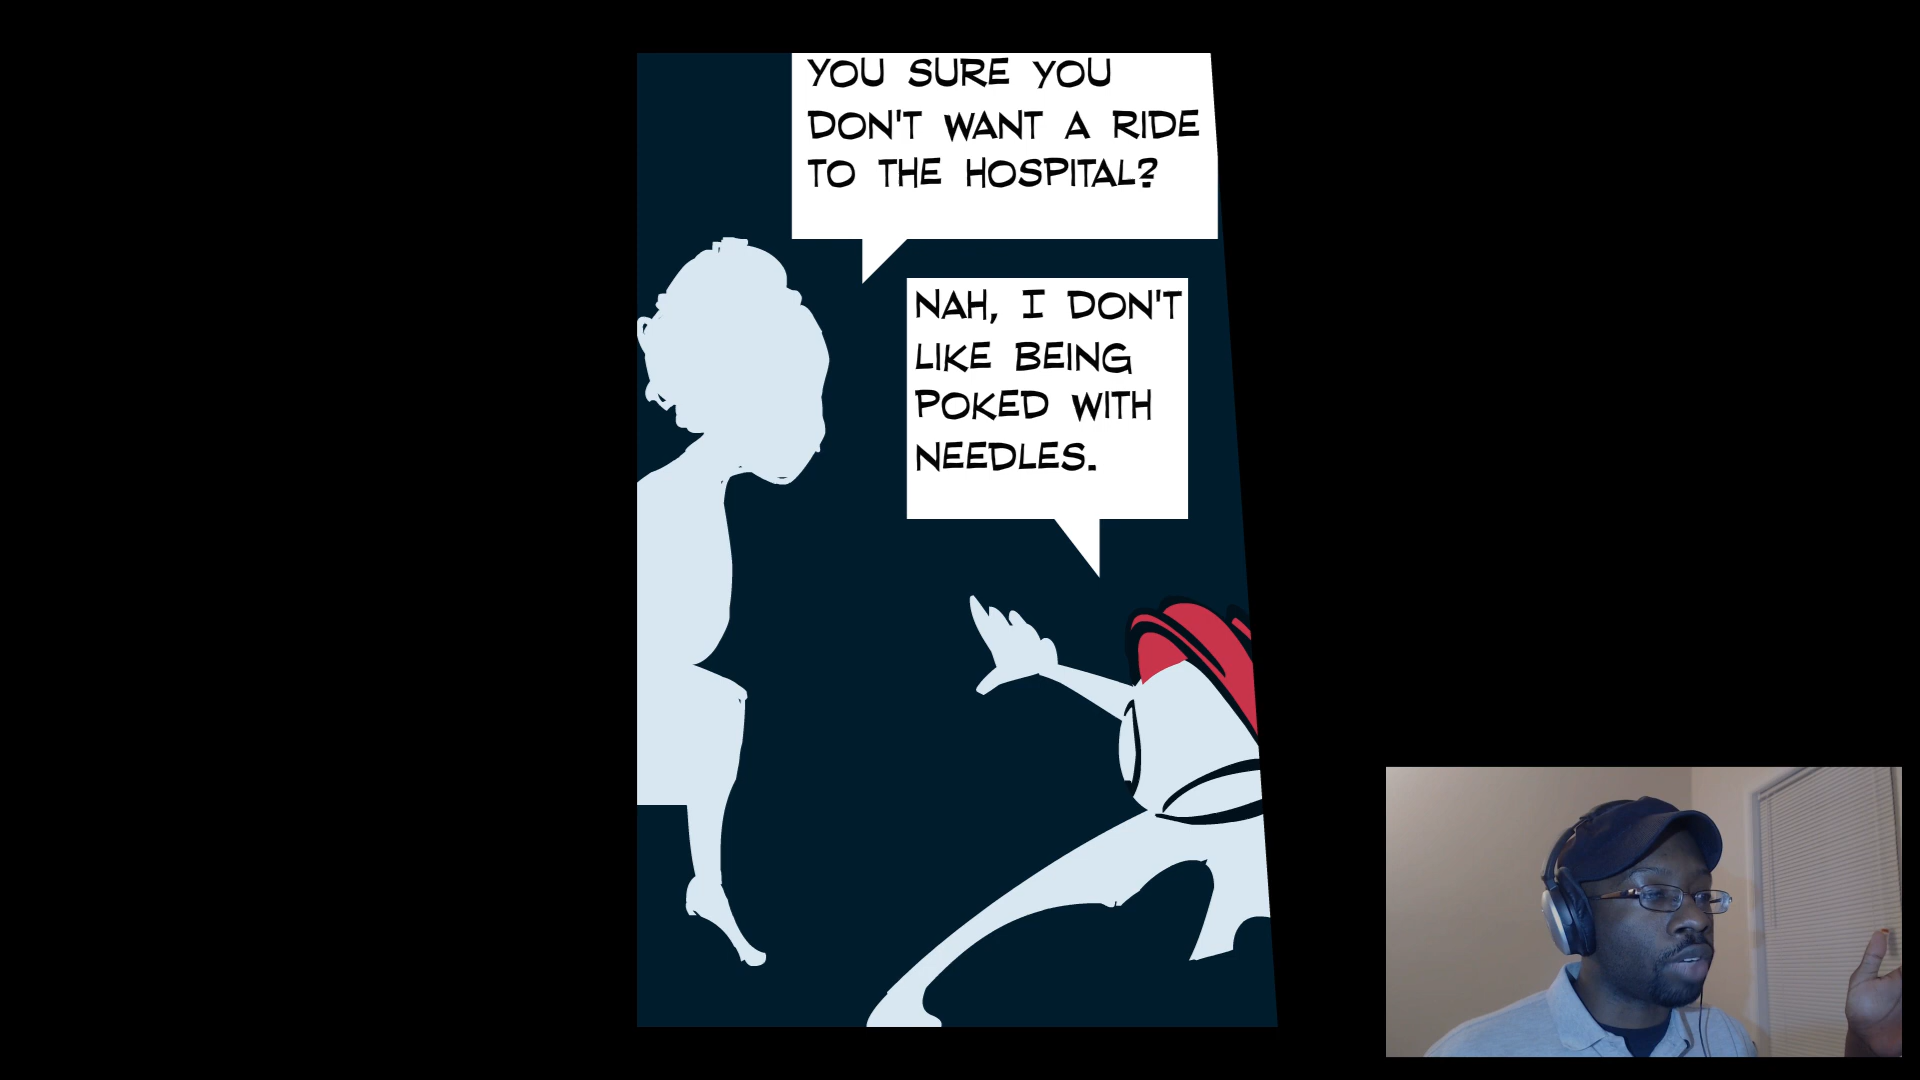 YOU SURE YOU
DON'T WANT A RIDE
TO THE HOSPITAL?
NAH, I DON'T
LIKE BEING
POKED WITH
NEEDLES.